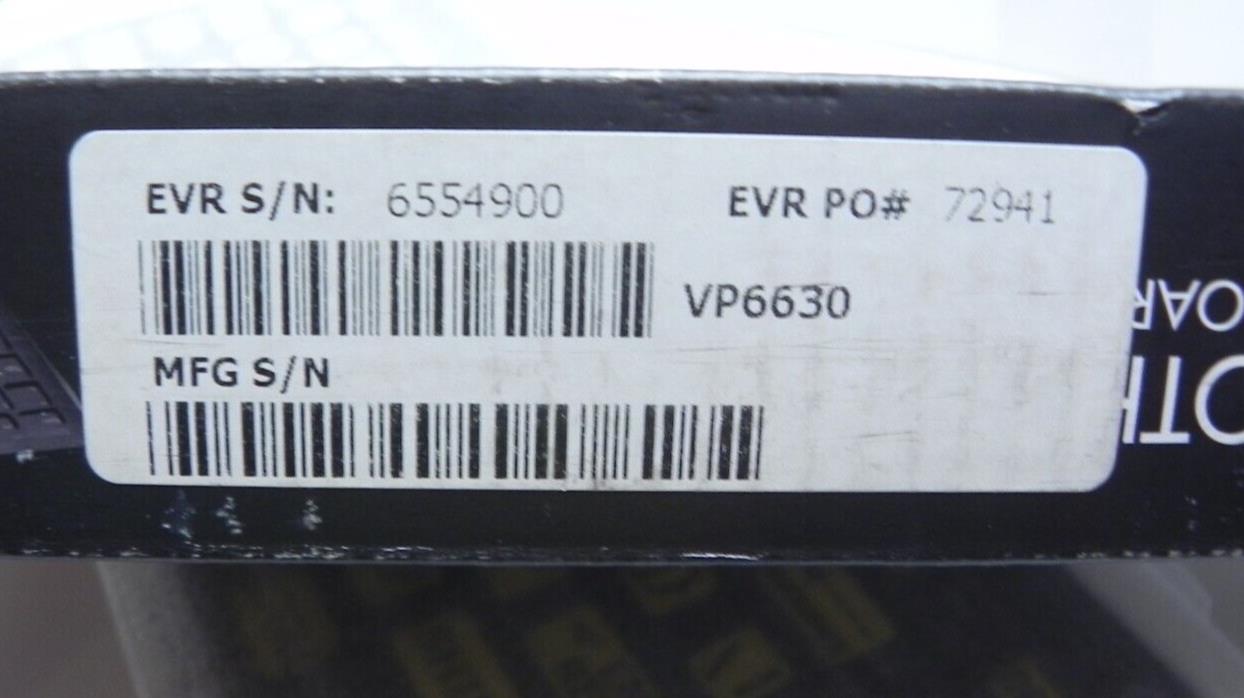 EVR S/N: 6554900 EVR PO# 72941
VP6630
MFG S/N